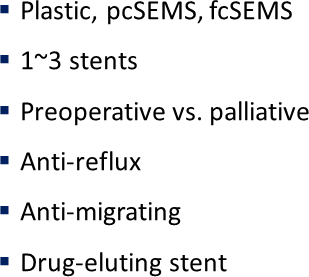 ▪ Plastic, pcSEMS, fcSEMS
▪ 1~3 stents
▪ Preoperative vs. palliative
▪ Anti-reflux
▪ Anti-migrating
▪ Drug-eluting stent